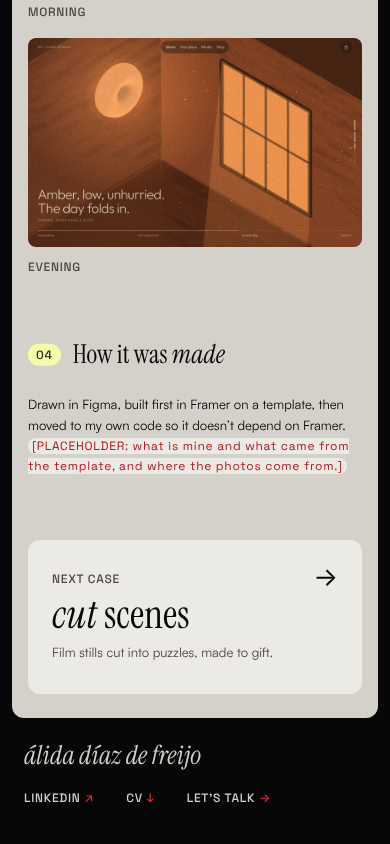 MORNING
Amber, low, unhurried.
The day folds in.
EVENING
04 How it was made
Drawn in Figma, built first in Framer on a template, then
moved to my own code so it doesn't depend on Framer.
[PLACEHOLDER: what is mine and what came from
the template, and where the photos come from.]
NEXT CASE →
cut scenes
Film stills cut into puzzles, made to gift.
álida díaz de freijo
LINKEDIN ↗ CV ↓ LET'S TALK →